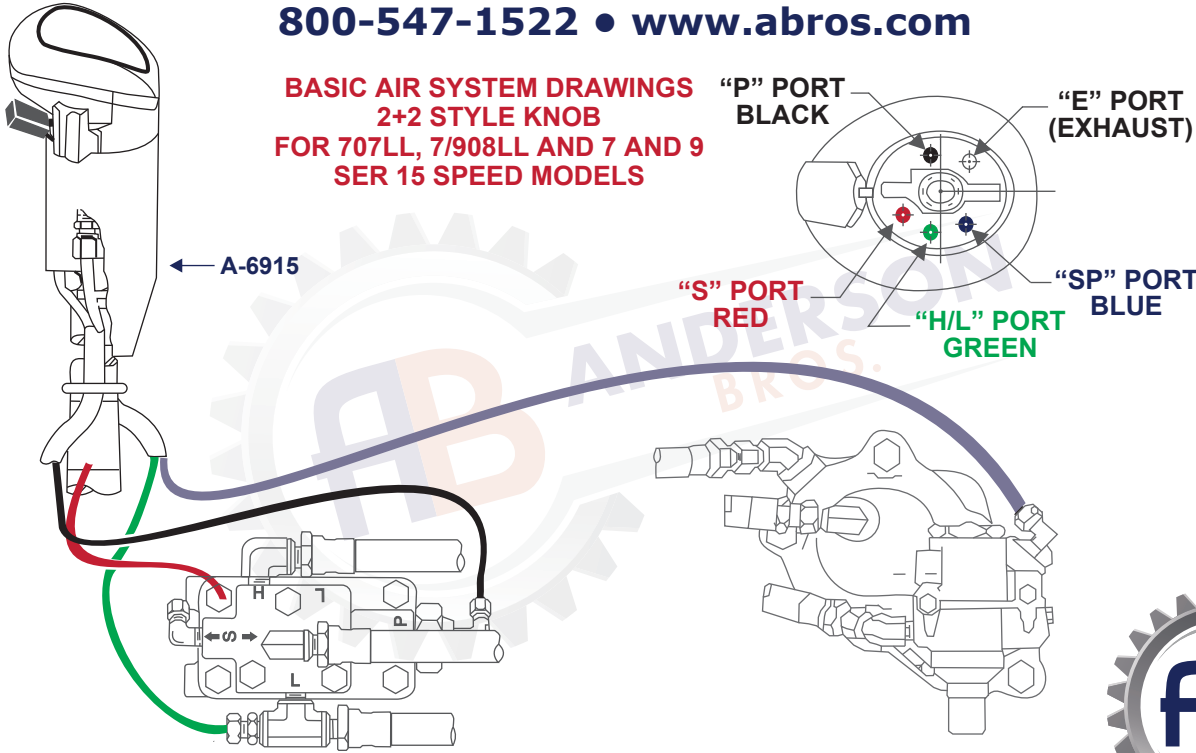 800-547-1522 • www.abros.com
BASIC AIR SYSTEM DRAWINGS
2+2 STYLE KNOB
FOR 707LL, 7/908LL AND 7 AND 9
SER 15 SPEED MODELS
“P” PORT
BLACK
“E” PORT
(EXHAUST)
A-6915
“S” PORT
RED
“H/L” PORT
GREEN
“SP” PORT
BLUE
AB ANDERSON
BROS.
H
L
S
P
L